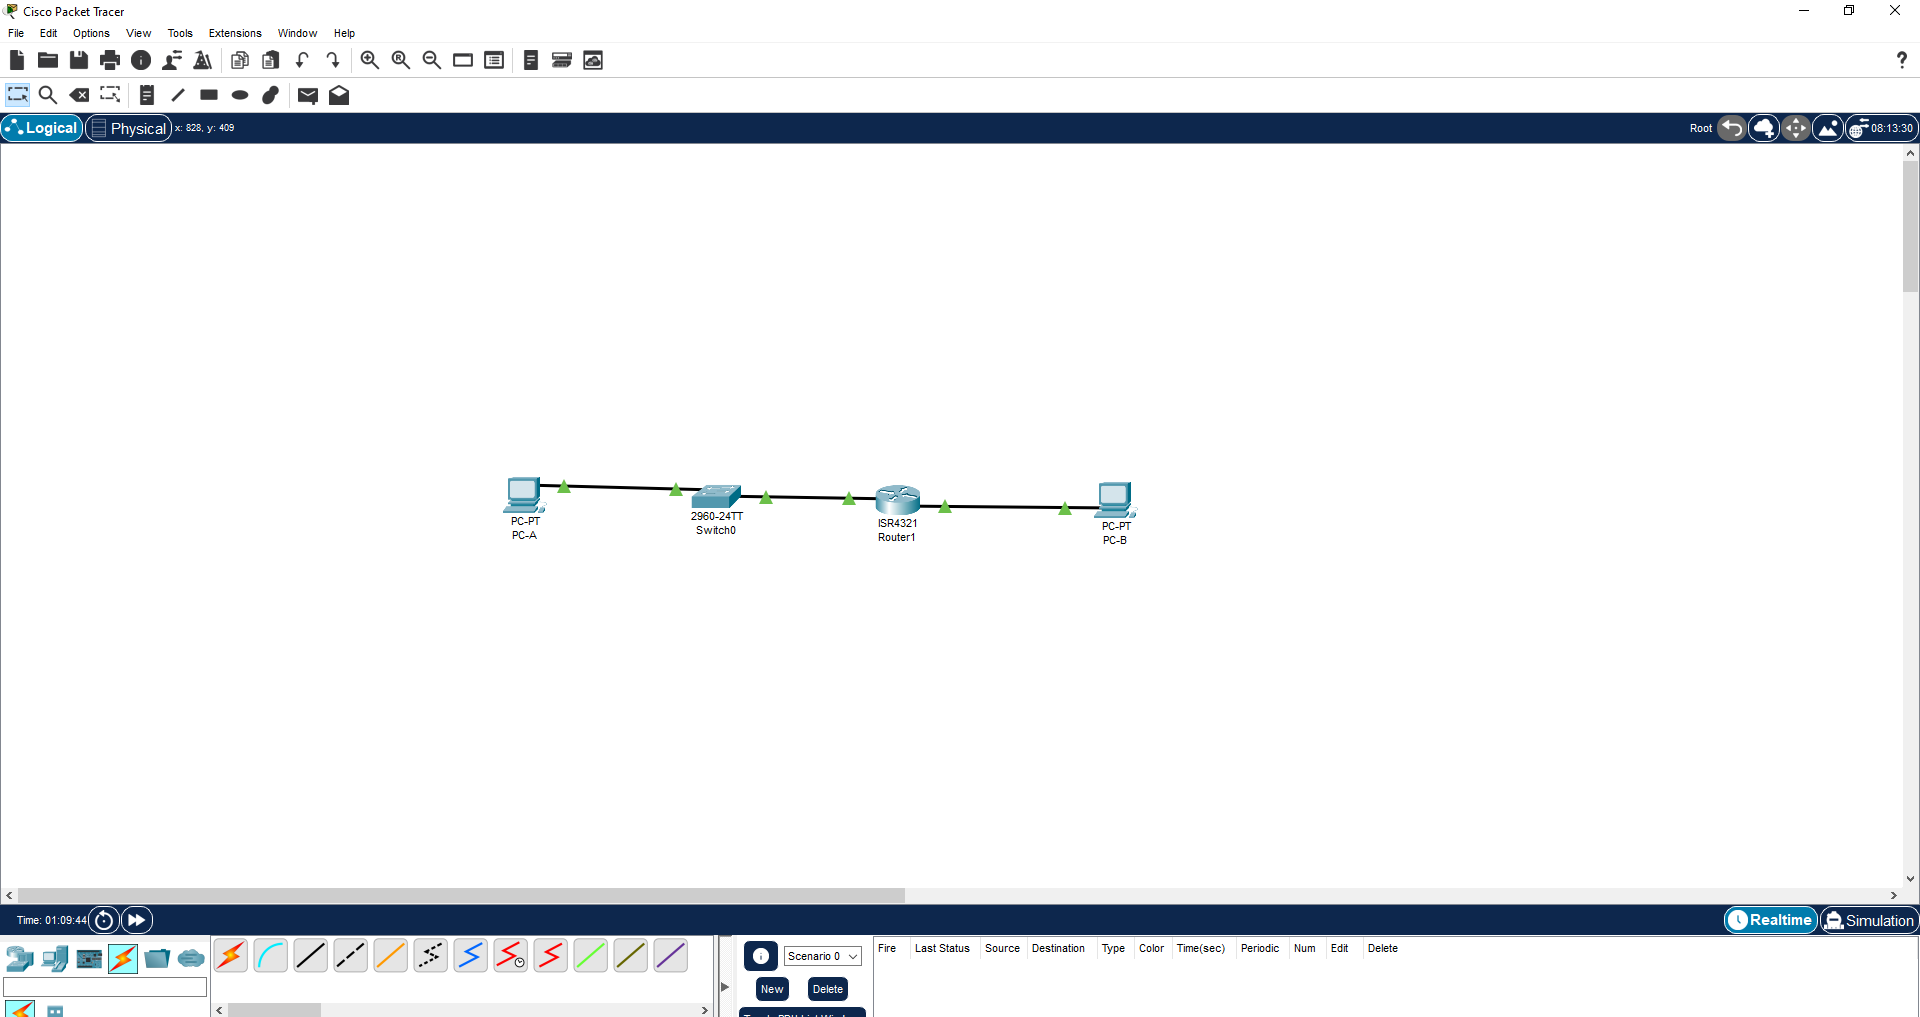 Cisco Packet Tracer
File Edit Options View Tools Extensions Window Help
?
Logical Physical x: 828, y: 409 Root 08:13:30
PC-PT
PC-A
2960-24TT
Switch0
ISR4321
Router1
PC-PT
PC-B
Time: 01:09:44 Realtime Simulation
Scenario 0
New Delete
Fire Last Status Source Destination Type Color Time(sec) Periodic Num Edit Delete